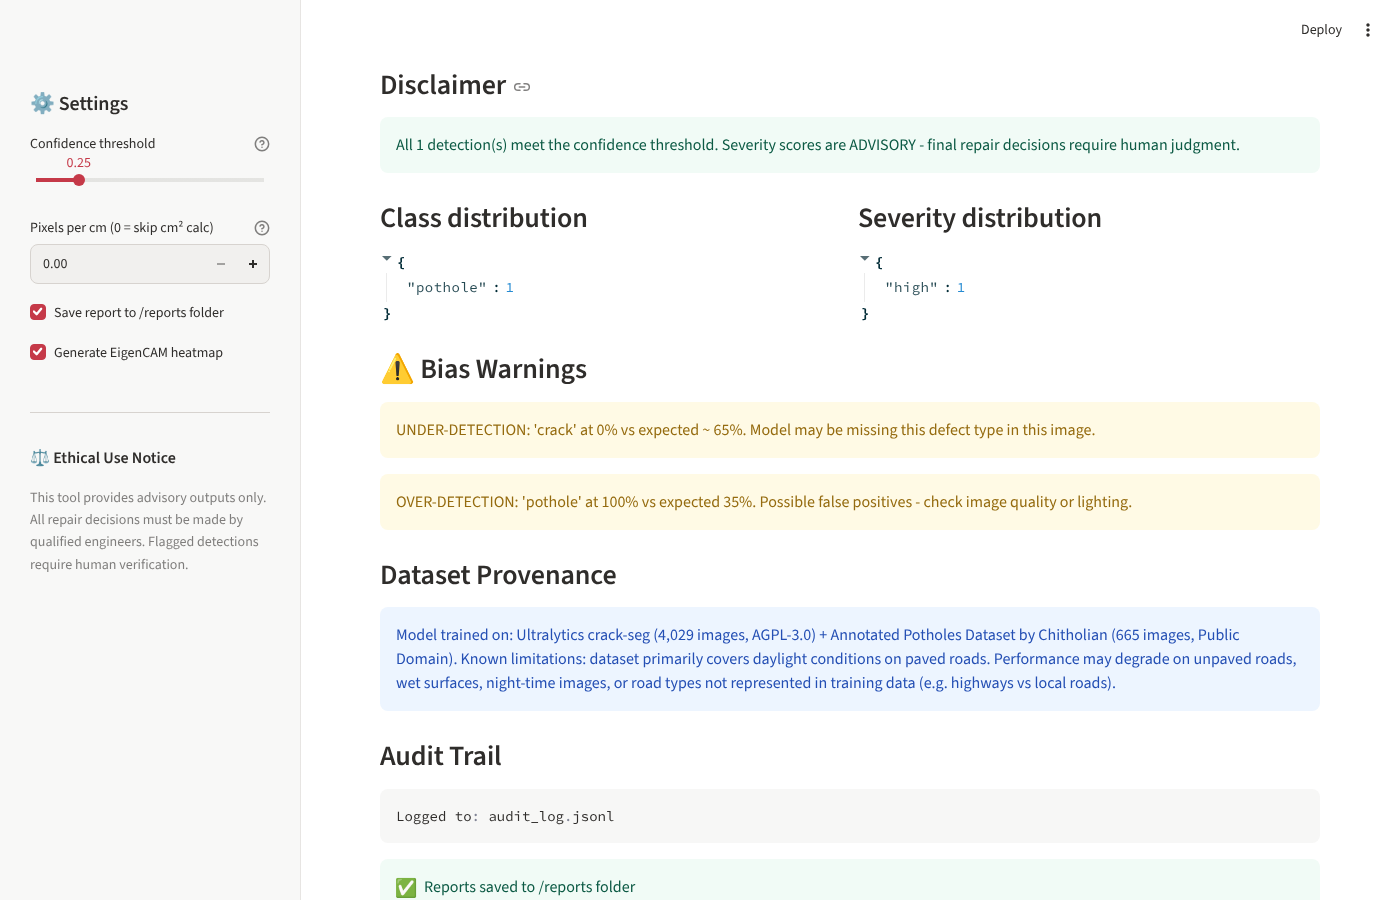 Deploy
⚙️ Settings
Confidence threshold
0.25
Pixels per cm (0 = skip cm² calc)
0.00
Save report to /reports folder
Generate EigenCAM heatmap
⚖️ Ethical Use Notice
This tool provides advisory outputs only.
All repair decisions must be made by
qualified engineers. Flagged detections
require human verification.
Disclaimer
All 1 detection(s) meet the confidence threshold. Severity scores are ADVISORY - final repair decisions require human judgment.
Class distribution
{
"pothole" : 1
}
Severity distribution
{
"high" : 1
}
⚠️ Bias Warnings
UNDER-DETECTION: 'crack' at 0% vs expected ~ 65%. Model may be missing this defect type in this image.
OVER-DETECTION: 'pothole' at 100% vs expected 35%. Possible false positives - check image quality or lighting.
Dataset Provenance
Model trained on: Ultralytics crack-seg (4,029 images, AGPL-3.0) + Annotated Potholes Dataset by Chitholian (665 images, Public
Domain). Known limitations: dataset primarily covers daylight conditions on paved roads. Performance may degrade on unpaved roads,
wet surfaces, night-time images, or road types not represented in training data (e.g. highways vs local roads).
Audit Trail
Logged to: audit_log.jsonl
✅ Reports saved to /reports folder